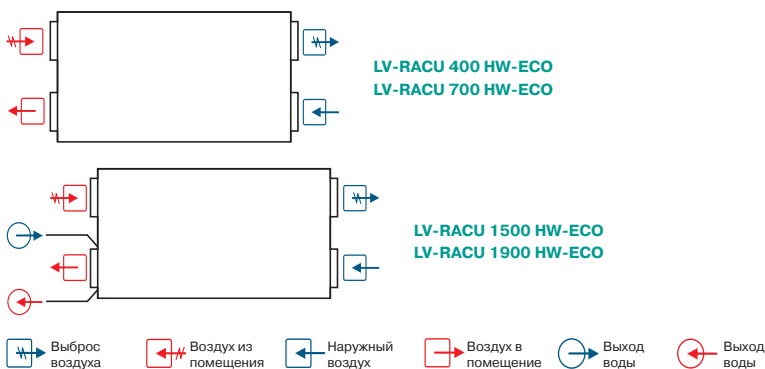 LV-RACU 400 HW-ECO
LV-RACU 700 HW-ECO
LV-RACU 1500 HW-ECO
LV-RACU 1900 HW-ECO
Выброс
воздуха
Воздух из
помещения
Наружный
воздух
Воздух в
помещение
Выход
воды
Выход
воды